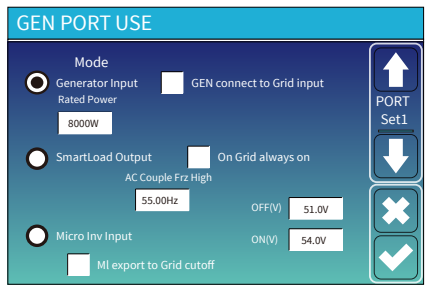 GEN PORT USE
Mode
Generator Input
GEN connect to Grid input
Rated Power
8000W
PORT
Set1
SmartLoad Output
On Grid always on
AC Couple Frz High
55.00Hz
OFF(V) 51.0V
Micro Inv Input
ON(V) 54.0V
Ml export to Grid cutoff